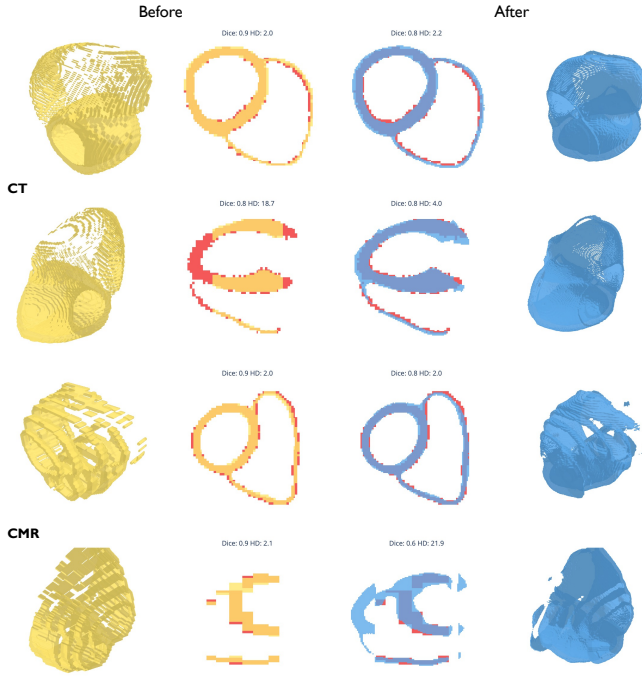 Before After
Dice: 0.9 HD: 2.0 Dice: 0.8 HD: 2.2
CT
Dice: 0.8 HD: 18.7 Dice: 0.8 HD: 4.0
Dice: 0.9 HD: 2.0 Dice: 0.8 HD: 2.0
CMR
Dice: 0.9 HD: 2.1 Dice: 0.6 HD: 21.9